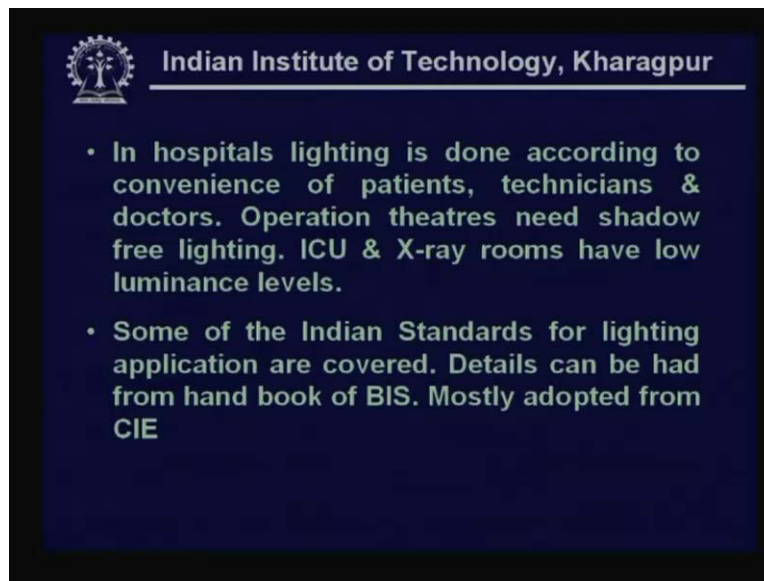 Indian Institute of Technology, Kharagpur
• In hospitals lighting is done according to
convenience of patients, technicians &
doctors. Operation theatres need shadow
free lighting. ICU & X-ray rooms have low
luminance levels.
• Some of the Indian Standards for lighting
application are covered. Details can be had
from hand book of BIS. Mostly adopted from
CIE